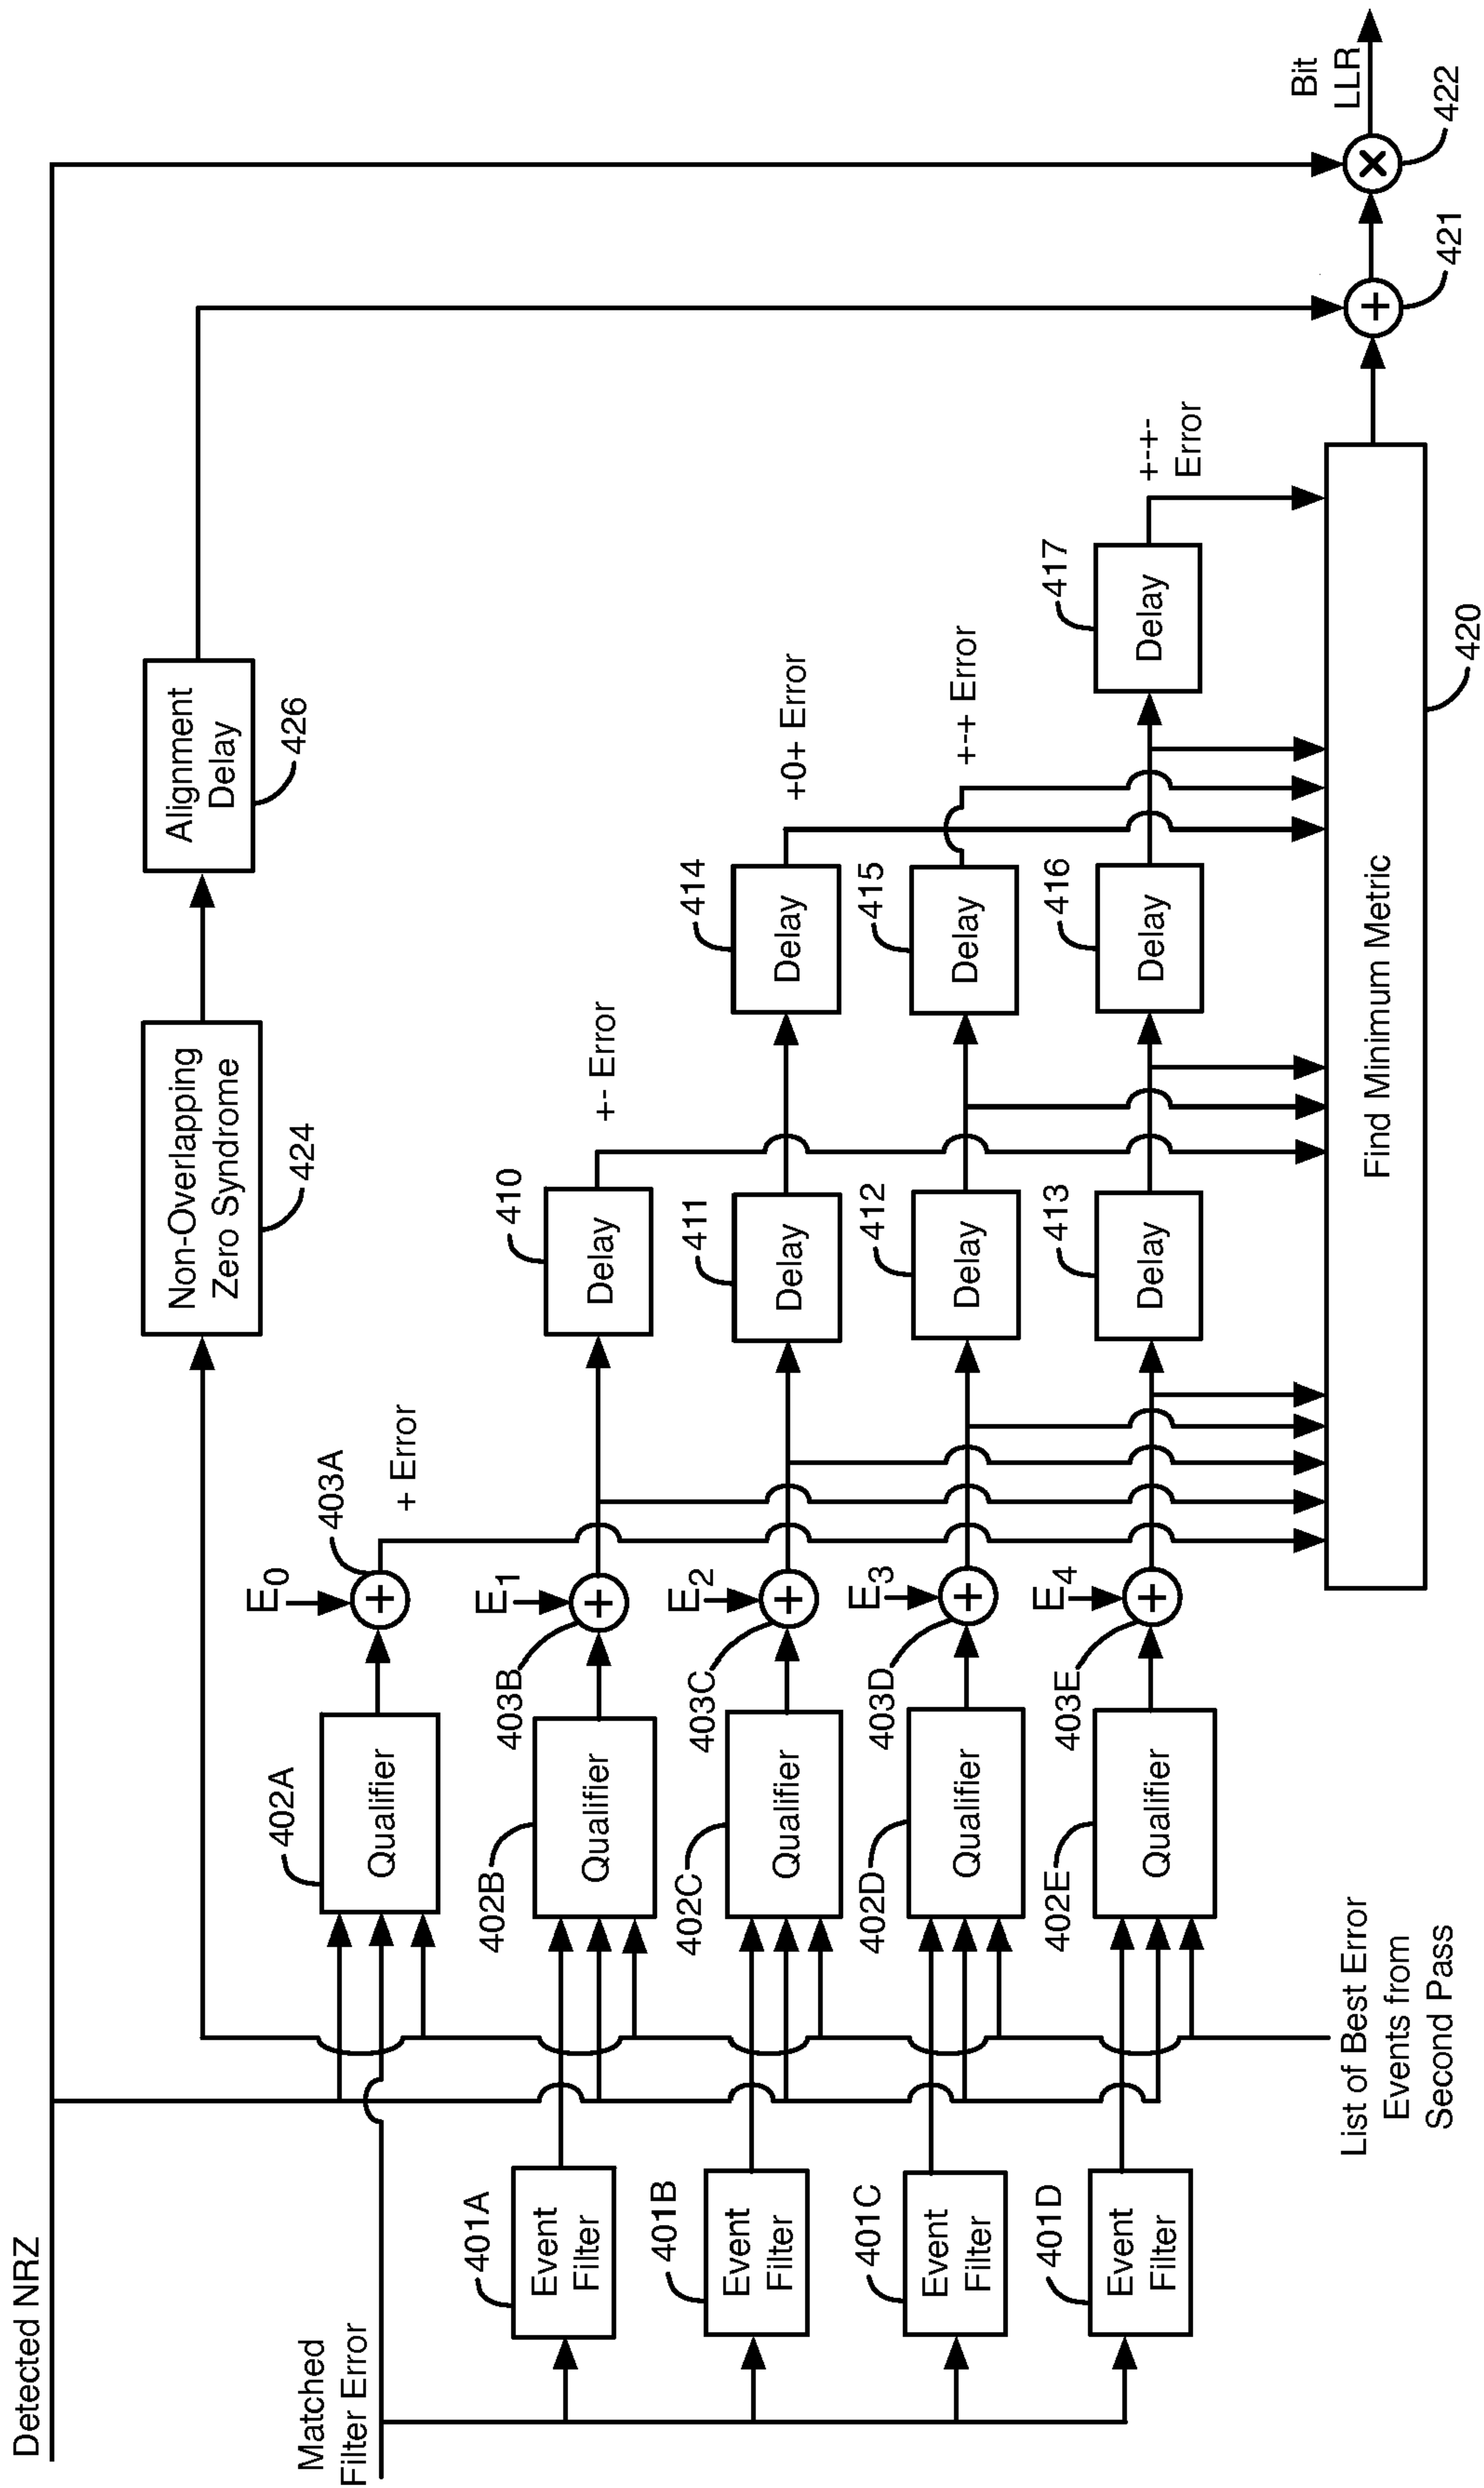 Detected NRZ
Matched
Filter Error
401A
Event
Filter
401B
Event
Filter
401C
Event
Filter
401D
Event
Filter
List of Best Error
Events from
Second Pass
402A
Qualifier
402B
Qualifier
402C
Qualifier
402D
Qualifier
402E
Qualifier
E0
403A
+
+ Error
E1
403B
+
E2
403C
+
E3
403D
+
E4
403E
+
Non-Overlapping
Zero Syndrome
424
Alignment
Delay
426
410
Delay
+- Error
411
Delay
412
Delay
413
Delay
414
Delay
+0+ Error
415
Delay
+-+ Error
416
Delay
417
Delay
+-+-
Error
Find Minimum Metric
420
+
421
×
422
Bit
LLR